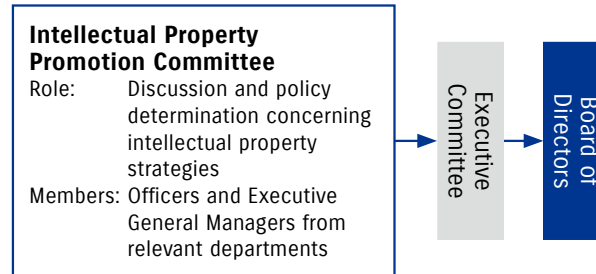 Intellectual Property
Promotion Committee
Role: Discussion and policy
determination concerning
intellectual property
strategies
Members: Officers and Executive
General Managers from
relevant departments
Executive
Committee
Board of
Directors